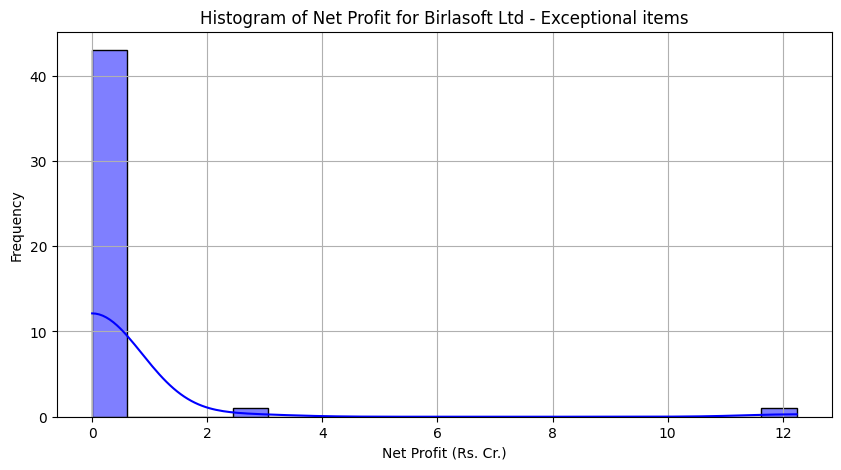 Histogram of Net Profit for Birlasoft Ltd - Exceptional items
40
30
20
10
0
Frequency
0 2 4 6 8 10 12
Net Profit (Rs. Cr.)